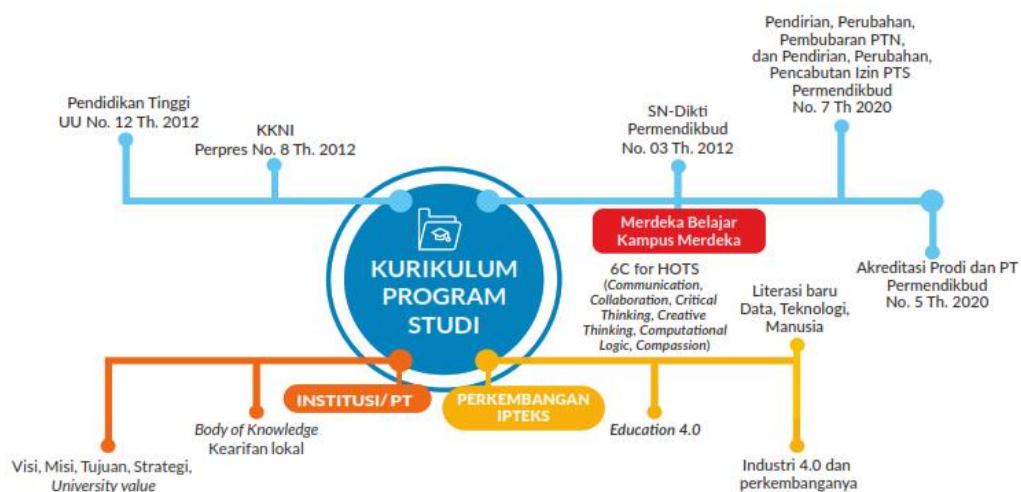 Pendirian, Perubahan,
Pembubaran PTN,
dan Pendirian, Perubahan,
Pencabutan Izin PTS
Permendikbud
No. 7 Th 2020
Pendidikan Tinggi
UU No. 12 Th. 2012
KKNI
Perpres No. 8 Th. 2012
SN-Dikti
Permendikbud
No. 03 Th. 2012
Merdeka Belajar
Kampus Merdeka
KURIKULUM
PROGRAM
STUDI
6C for HOTS
(Communication,
Collaboration, Critical
Thinking, Creative
Thinking, Computational
Logic, Compassion)
Akreditasi Prodi dan PT
Permendikbud
No. 5 Th. 2020
Literasi baru
Data, Teknologi,
Manusia
INSTITUSI/ PT
PERKEMBANGAN
IPTEKS
Body of Knowledge
Kearifan lokal
Education 4.0
Visi, Misi, Tujuan, Strategi,
University value
Industri 4.0 dan
perkembanganya